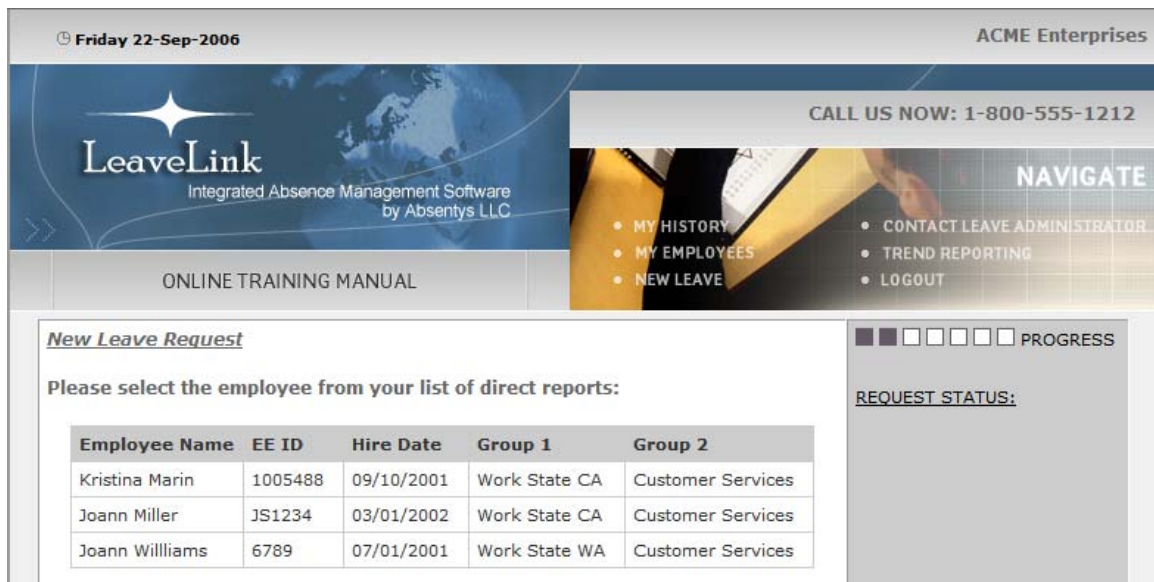 Friday 22-Sep-2006
ACME Enterprises
LeaveLink
Integrated Absence Management Software
by Absentys LLC
CALL US NOW: 1-800-555-1212
NAVIGATE
MY HISTORY
MY EMPLOYEES
NEW LEAVE
CONTACT LEAVE ADMINISTRATOR
TREND REPORTING
LOGOUT
ONLINE TRAINING MANUAL
New Leave Request
Please select the employee from your list of direct reports:
Employee Name EE ID Hire Date Group 1 Group 2
Kristina Marin 1005488 09/10/2001 Work State CA Customer Services
Joann Miller JS1234 03/01/2002 Work State CA Customer Services
Joann Willliams 6789 07/01/2001 Work State WA Customer Services
PROGRESS
REQUEST STATUS: